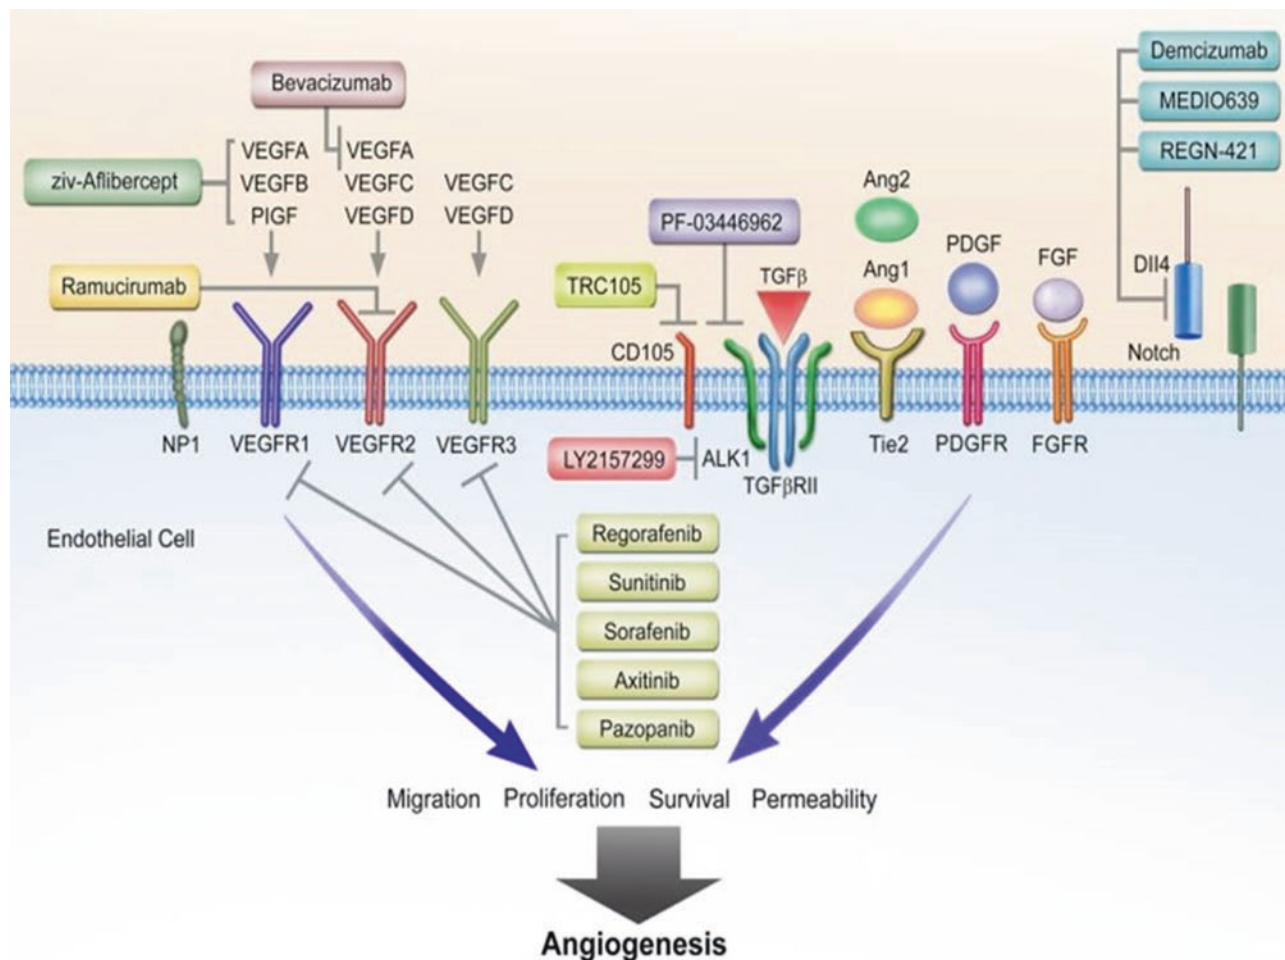 Demcizumab
Bevacizumab
MEDIO639
REGN-421
VEGFA
VEGFA
ziv-Aflibercept
VEGFB
VEGFC
VEGFC
PIGF
VEGFD
VEGFD
Ang2
PF-03446962
PDGF
FGF
Dll4
Ramucirumab
TRC105
TGFβ
Ang1
CD105
Notch
NP1
VEGFR1
VEGFR2
VEGFR3
LY2157299
ALK1
Tie2
PDGFR
FGFR
TGFβRII
Endothelial Cell
Regorafenib
Sunitinib
Sorafenib
Axitinib
Pazopanib
Migration Proliferation Survival Permeability
Angiogenesis